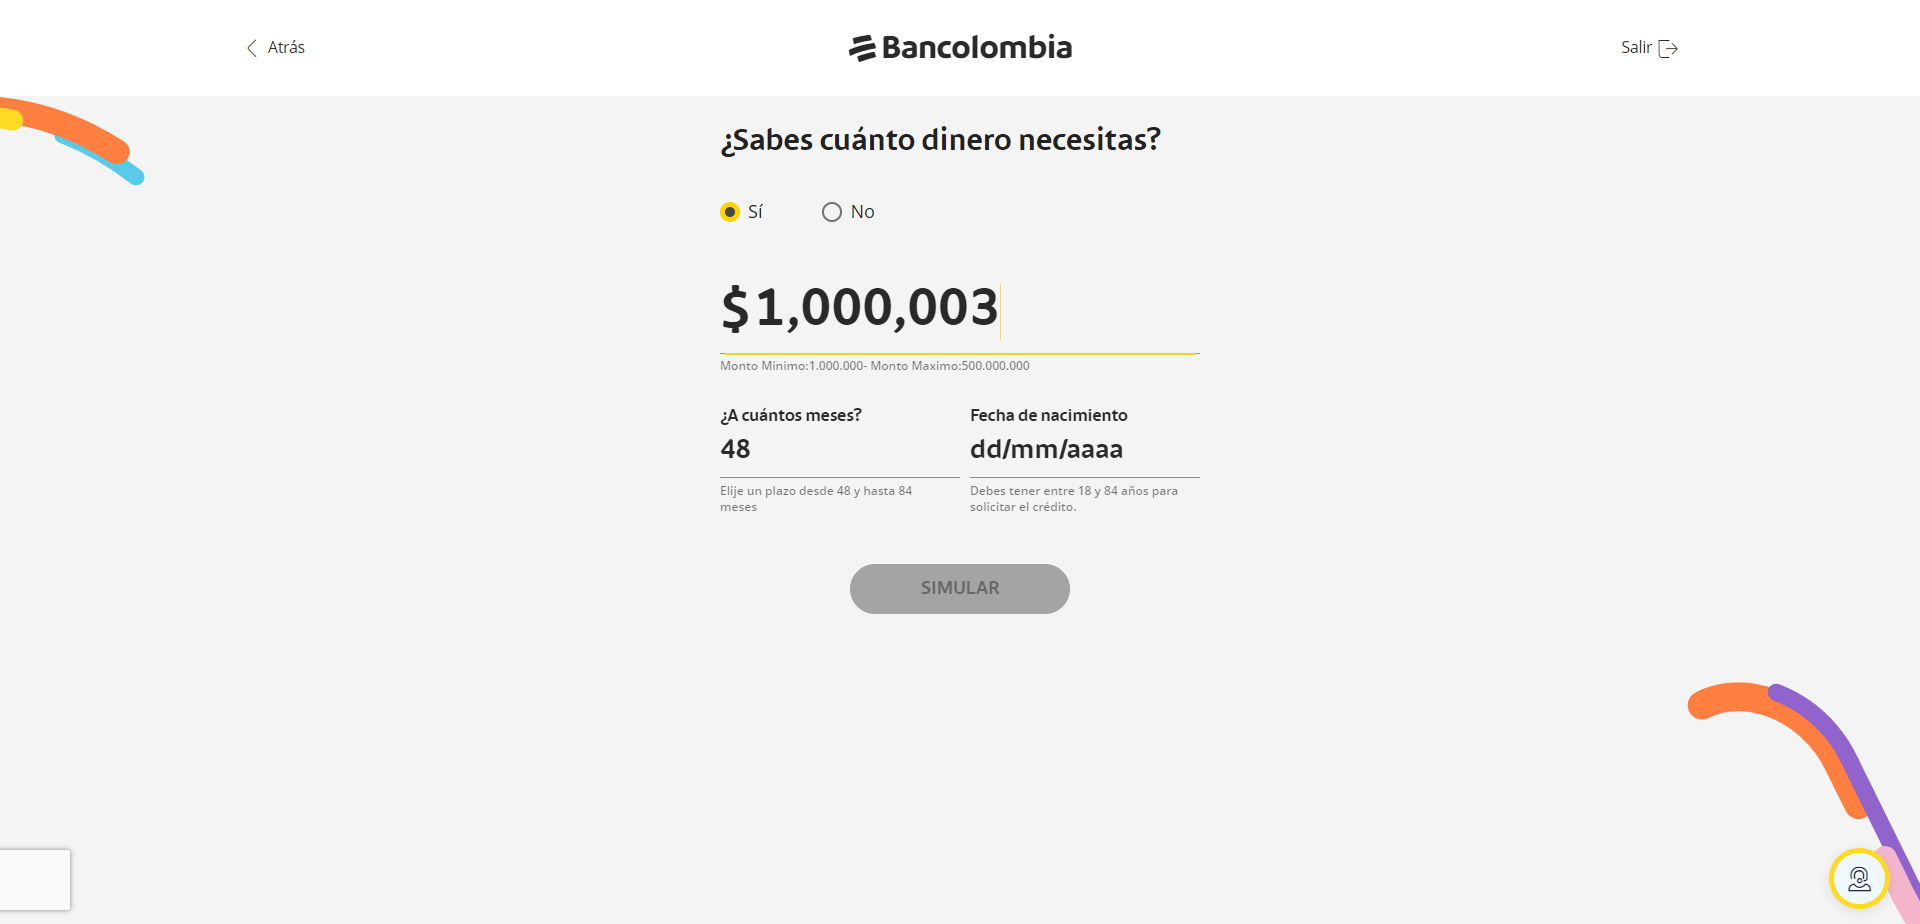 Atrás
Bancolombia
Salir
¿Sabes cuánto dinero necesitas?
Sí
No
$1,000,003
Monto Minimo:1.000.000- Monto Maximo:500.000.000
¿A cuántos meses?
48
Elije un plazo desde 48 y hasta 84
meses
Fecha de nacimiento
dd/mm/aaaa
Debes tener entre 18 y 84 años para
solicitar el crédito.
SIMULAR